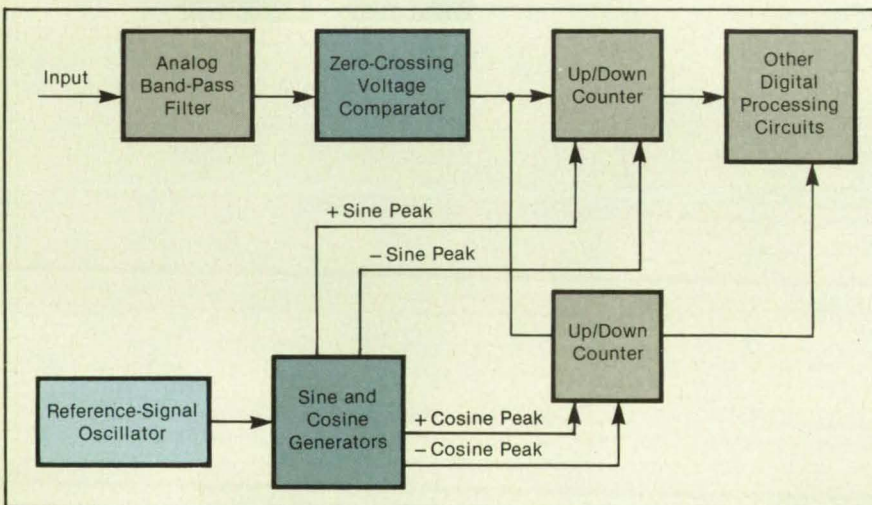 Input
Analog
Band-Pass
Filter
Zero-Crossing
Voltage
Comparator
Up/Down
Counter
Other
Digital
Processing
Circuits
+ Sine Peak
− Sine Peak
Up/Down
Counter
Reference-Signal
Oscillator
Sine and
Cosine
Generators
+ Cosine Peak
− Cosine Peak